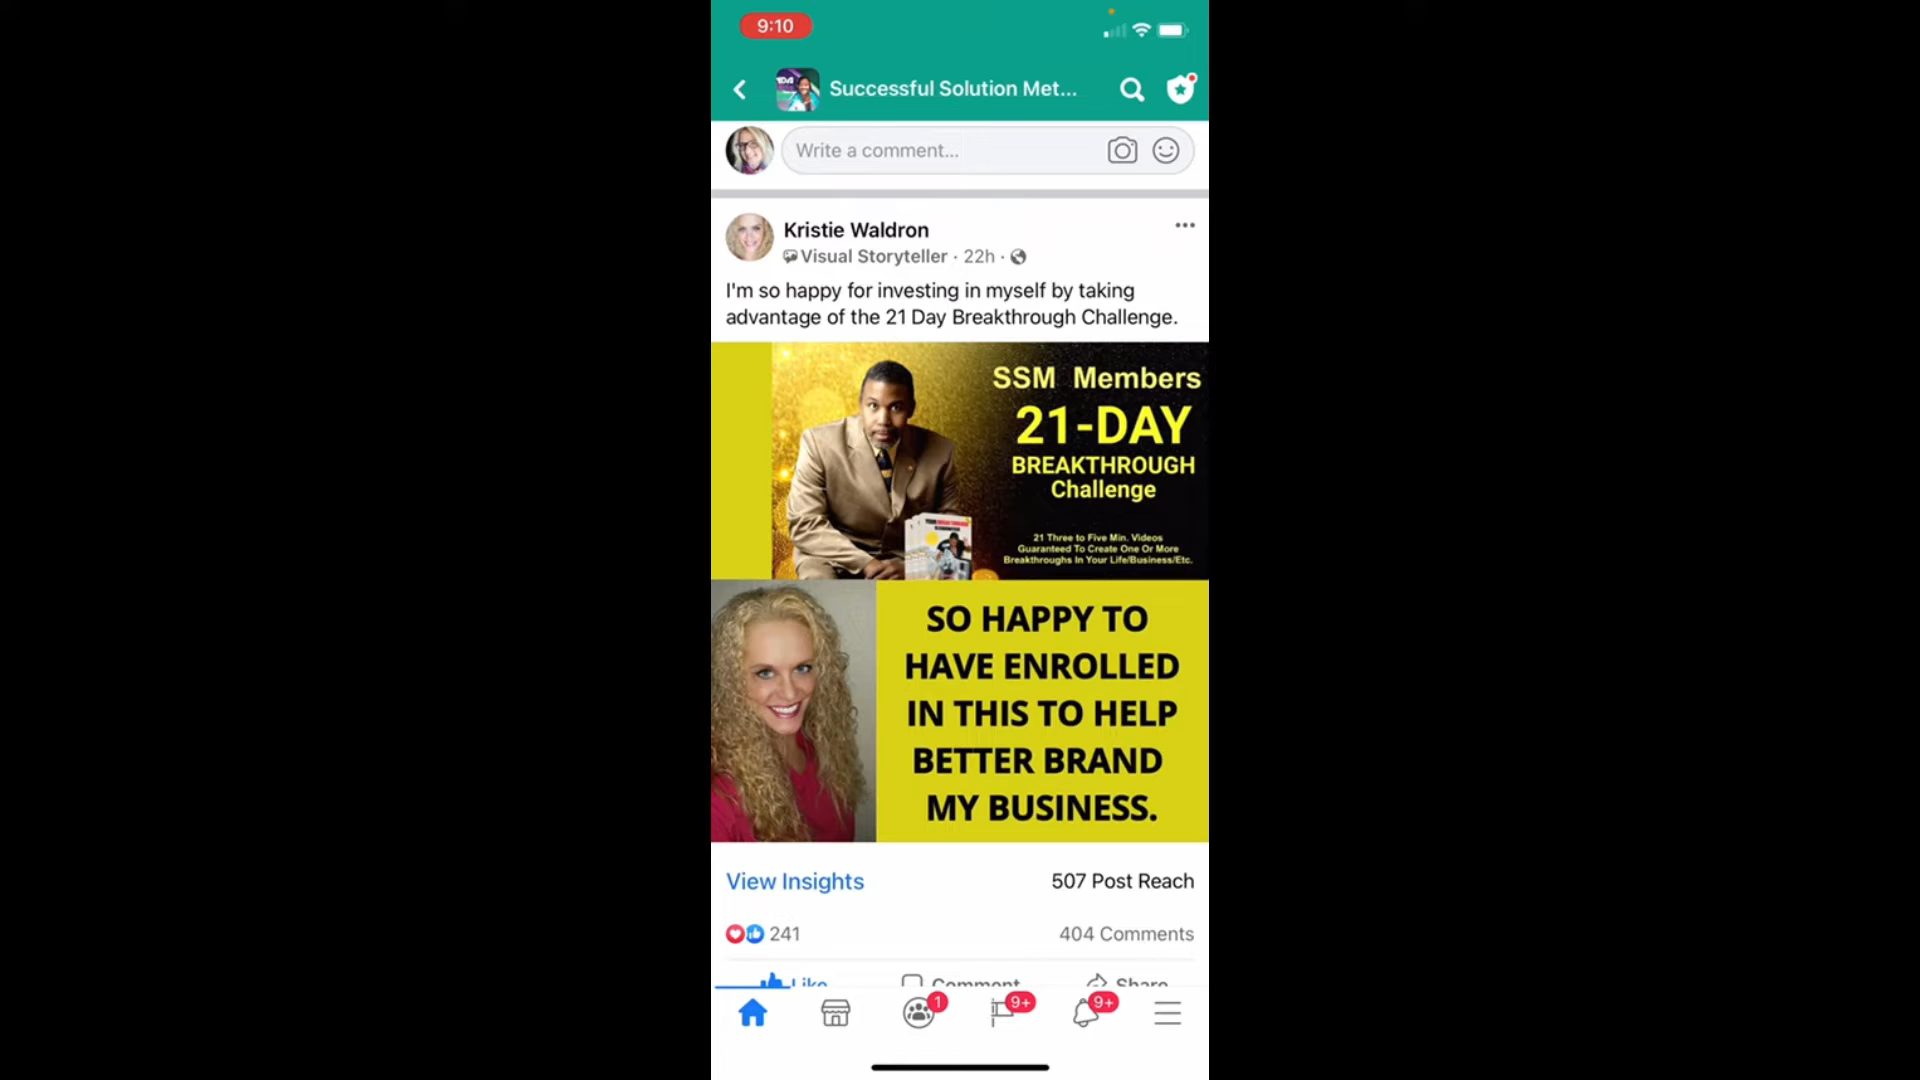 9:10
Successful Solution Met...
Write a comment...
Kristie Waldron
Visual Storyteller · 22h ·
I'm so happy for investing in myself by taking
advantage of the 21 Day Breakthrough Challenge.
SSM Members
21-DAY
BREAKTHROUGH
Challenge
21 Three to Five Min. Videos
Guaranteed To Create One Or More
Breakthroughs In Your Life/Business/Etc.
SO HAPPY TO
HAVE ENROLLED
IN THIS TO HELP
BETTER BRAND
MY BUSINESS.
View Insights
507 Post Reach
241
404 Comments
Like
Comment
Share
1
9+
9+